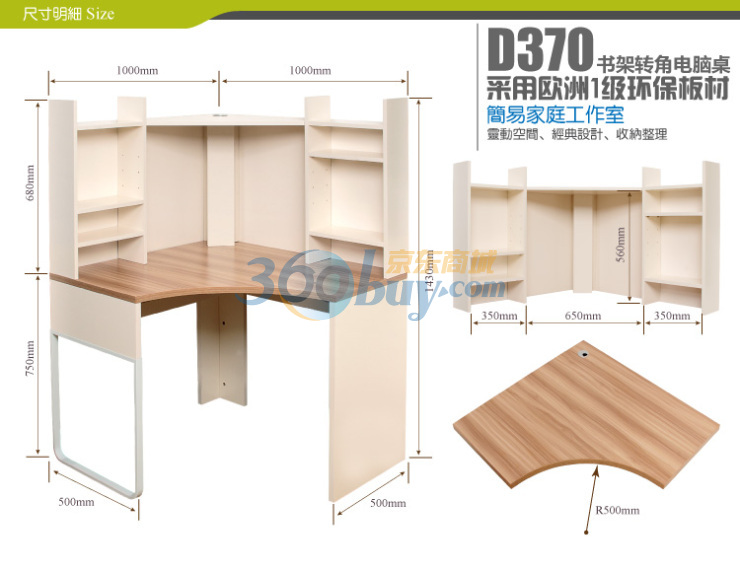 尺寸明細 Size
D370 书架转角电脑桌
采用欧洲1级环保板材
簡易家庭工作室
靈動空間、經典設計、收納整理
1000mm 1000mm
680mm
750mm
1430mm
500mm
500mm
560mm
350mm 650mm 350mm
R500mm
京东商城
360buy.com